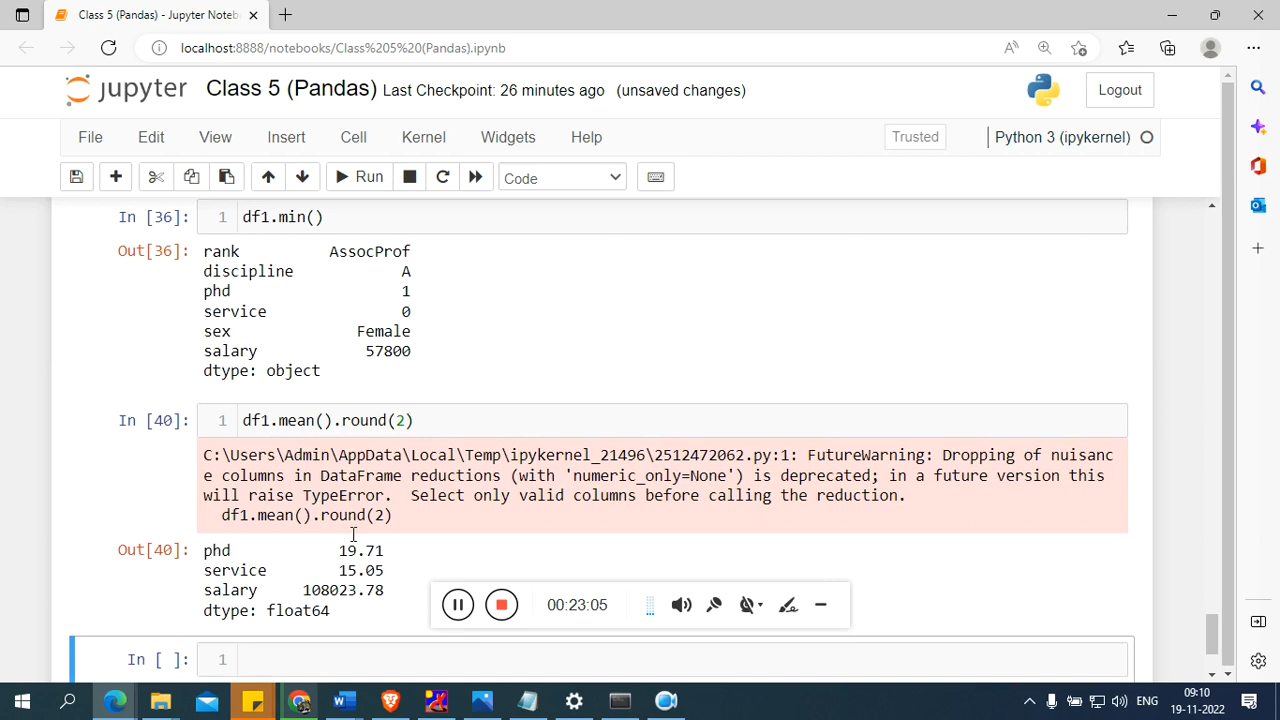 Class 5 (Pandas) - Jupyter Noteb
localhost:8888/notebooks/Class%205%20(Pandas).ipynb
jupyter Class 5 (Pandas) Last Checkpoint: 26 minutes ago (unsaved changes)
Logout
File Edit View Insert Cell Kernel Widgets Help
Trusted
Python 3 (ipykernel)
Run
Code
In [36]: 1 df1.min()
Out[36]: rank AssocProf
discipline A
phd 1
service 0
sex Female
salary 57800
dtype: object
In [40]: 1 df1.mean().round(2)
C:\Users\Admin\AppData\Local\Temp\ipykernel_21496\2512472062.py:1: FutureWarning: Dropping of nuisanc
e columns in DataFrame reductions (with 'numeric_only=None') is deprecated; in a future version this
will raise TypeError. Select only valid columns before calling the reduction.
df1.mean().round(2)
Out[40]: phd 19.71
service 15.05
salary 108023.78
dtype: float64
00:23:05
In [ ]: 1
ENG
09:10
19-11-2022